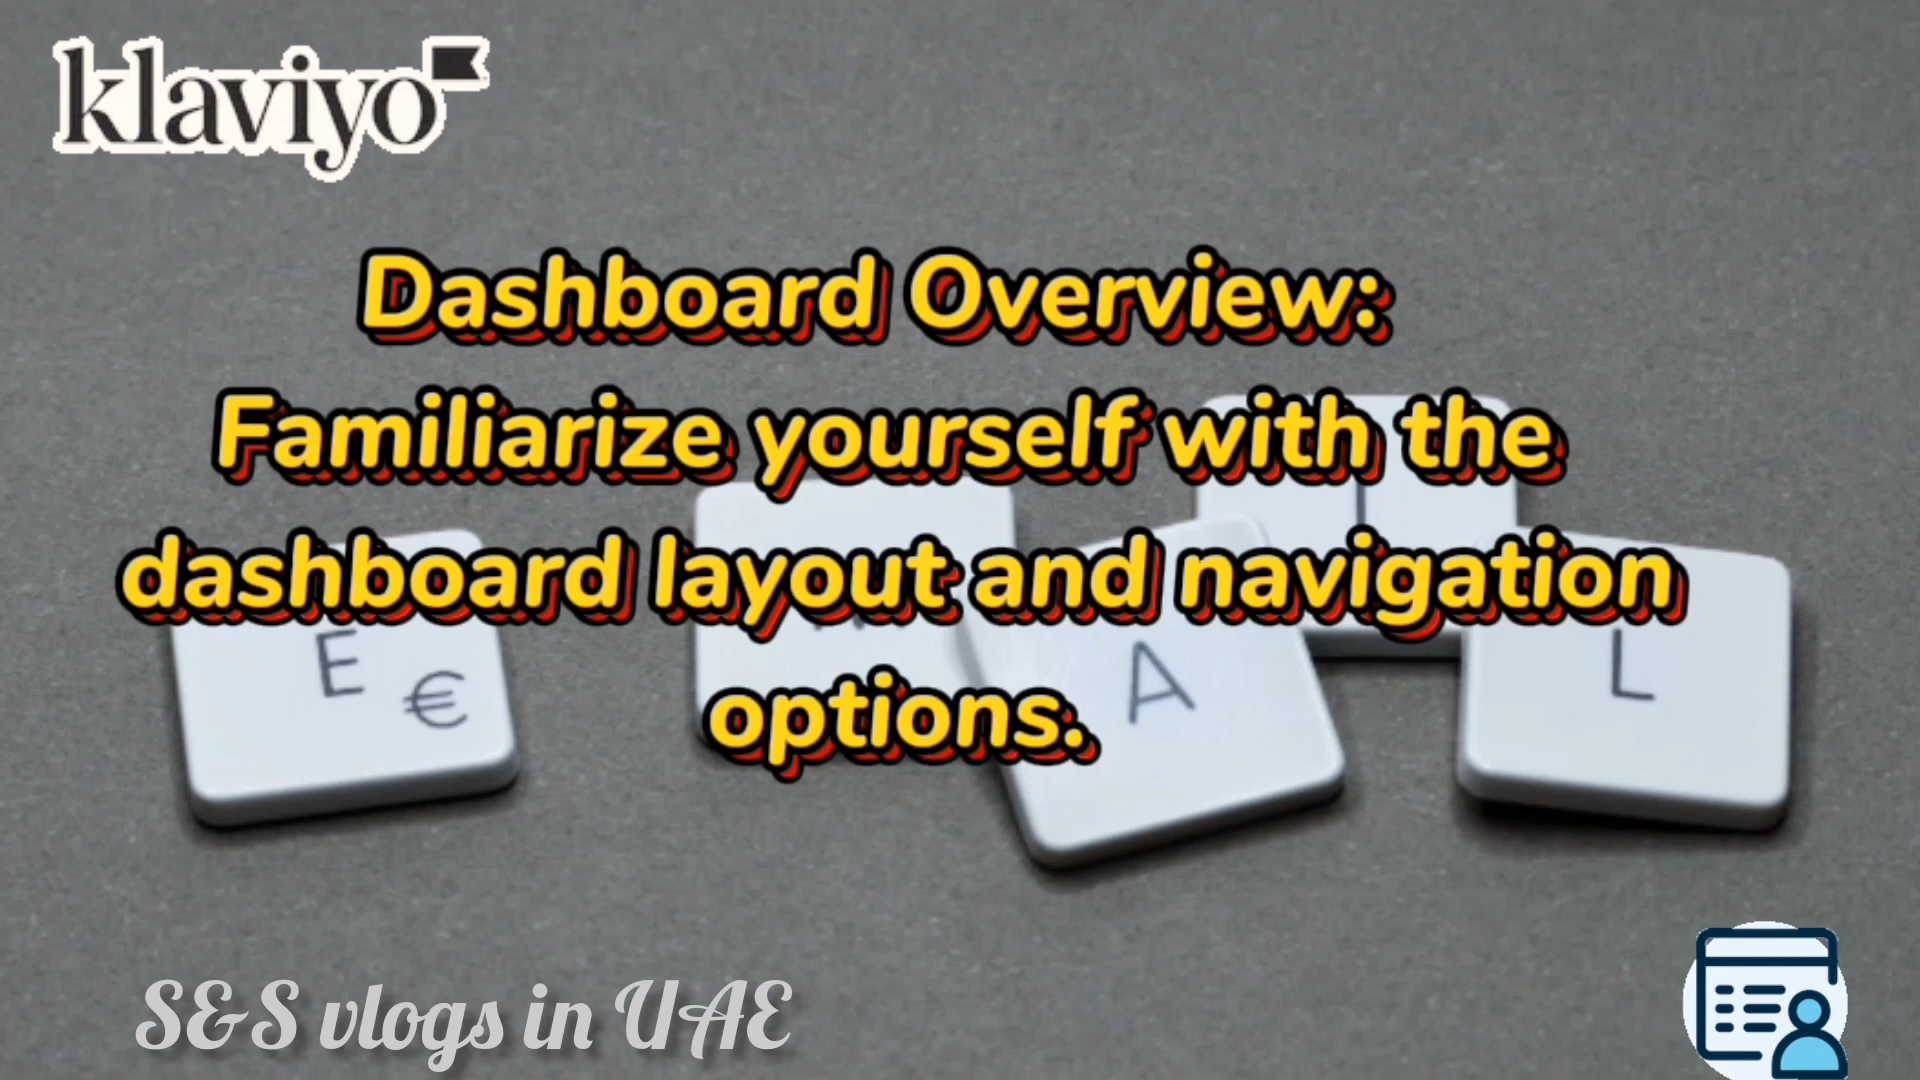 klaviyo
Dashboard Overview:
Familiarize yourself with the
dashboard layout and navigation
options.
E
€
A
L
S&S vlogs in UAE